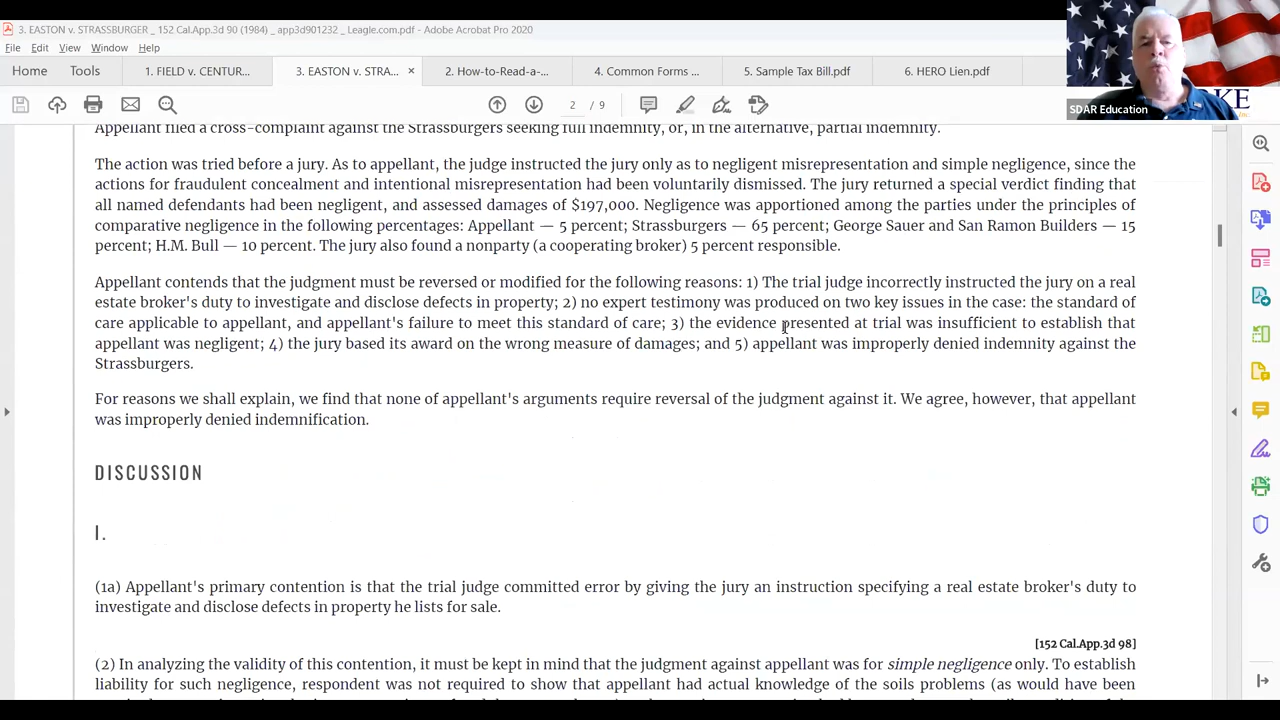 3. EASTON v. STRASSBURGER _ 152 Cal.App.3d 90 (1984) _ app3d901232 _ Leagle.com.pdf - Adobe Acrobat Pro 2020
File Edit View Window Help
Home Tools 1. FIELD v. CENTUR... 3. EASTON v. STRA... × 2. How-to-Read-a-... 4. Common Forms ... 5. Sample Tax Bill.pdf 6. HERO Lien.pdf
SDAR Education
2 / 9
Appellant filed a cross-complaint against the Strassburgers seeking full indemnity, or, in the alternative, partial indemnity.
The action was tried before a jury. As to appellant, the judge instructed the jury only as to negligent misrepresentation and simple negligence, since the
actions for fraudulent concealment and intentional misrepresentation had been voluntarily dismissed. The jury returned a special verdict finding that
all named defendants had been negligent, and assessed damages of $197,000. Negligence was apportioned among the parties under the principles of
comparative negligence in the following percentages: Appellant — 5 percent; Strassburgers — 65 percent; George Sauer and San Ramon Builders — 15
percent; H.M. Bull — 10 percent. The jury also found a nonparty (a cooperating broker) 5 percent responsible.
Appellant contends that the judgment must be reversed or modified for the following reasons: 1) The trial judge incorrectly instructed the jury on a real
estate broker's duty to investigate and disclose defects in property; 2) no expert testimony was produced on two key issues in the case: the standard of
care applicable to appellant, and appellant's failure to meet this standard of care; 3) the evidence presented at trial was insufficient to establish that
appellant was negligent; 4) the jury based its award on the wrong measure of damages; and 5) appellant was improperly denied indemnity against the
Strassburgers.
For reasons we shall explain, we find that none of appellant's arguments require reversal of the judgment against it. We agree, however, that appellant
was improperly denied indemnification.
DISCUSSION
I.
(1a) Appellant's primary contention is that the trial judge committed error by giving the jury an instruction specifying a real estate broker's duty to
investigate and disclose defects in property he lists for sale.
[152 Cal.App.3d 98]
(2) In analyzing the validity of this contention, it must be kept in mind that the judgment against appellant was for simple negligence only. To establish
liability for such negligence, respondent was not required to show that appellant had actual knowledge of the soils problems (as would have been